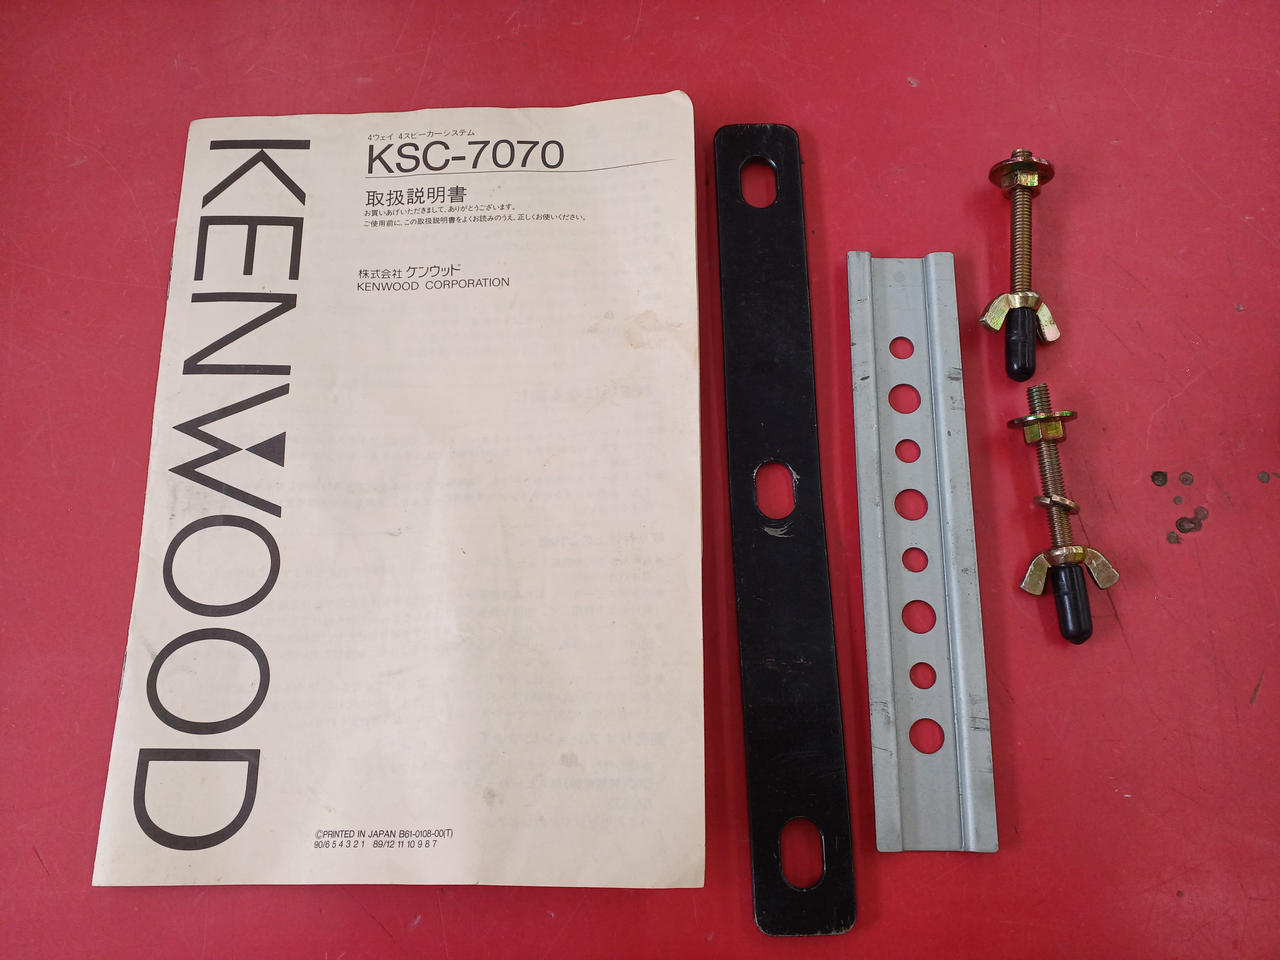 KENWOOD
4ウェイ 4スピーカーシステム
KSC-7070
取扱説明書
お買いあげいただきまして、ありがとうございます。
ご使用前に、この取扱説明書をよくお読みのうえ、正しくお使いください。
株式会社 ケンウッド
KENWOOD CORPORATION
©PRINTED IN JAPAN B61-0108-00(T)
90/6 5 4 3 2 1 89/12 11 10 9 8 7